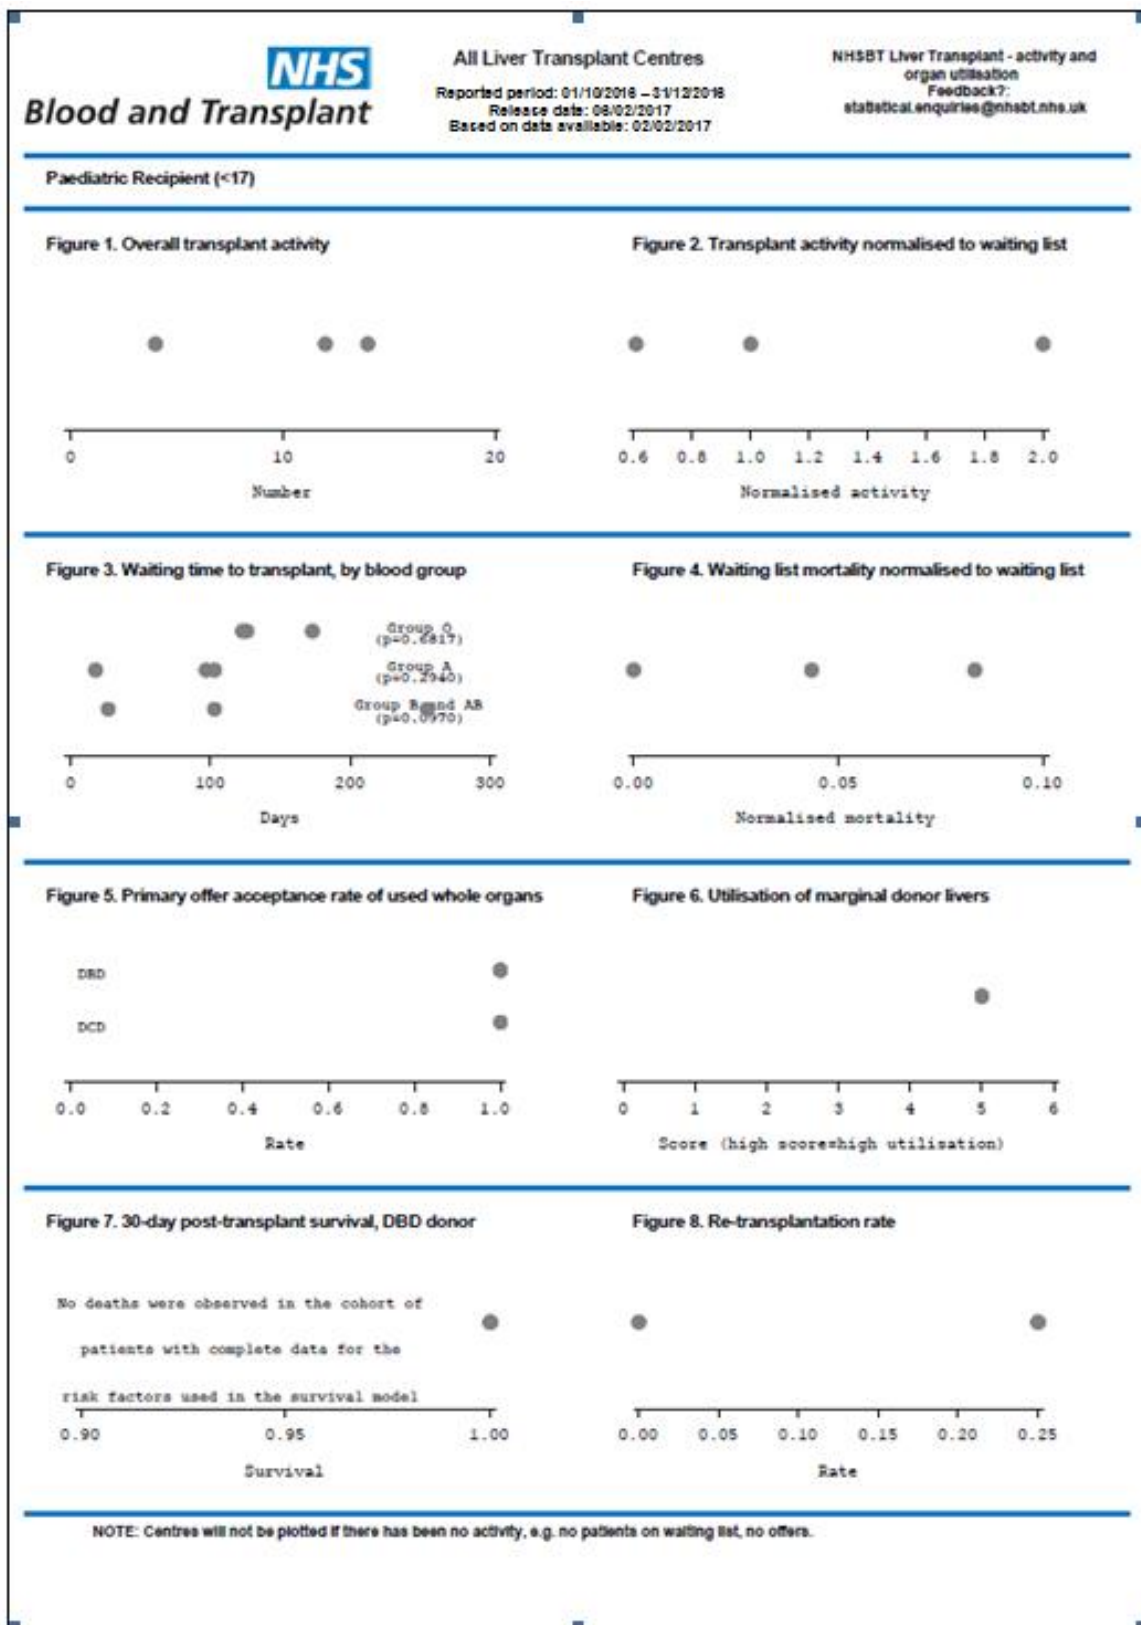 NHS
Blood and Transplant
All Liver Transplant Centres
Reported period: 01/10/2016 – 31/12/2016
Release date: 06/02/2017
Based on data available: 02/02/2017
NHSBT Liver Transplant - activity and
organ utilisation
Feedback?:
statistical.enquiries@nhsbt.nhs.uk
Paediatric Recipient (<17)
Figure 1. Overall transplant activity
0 10 20
Number
Figure 2. Transplant activity normalised to waiting list
0.6 0.8 1.0 1.2 1.4 1.6 1.8 2.0
Normalised activity
Figure 3. Waiting time to transplant, by blood group
Group O
(p=0.6817)
Group A
(p=0.2940)
Group B and AB
(p=0.0970)
0 100 200 300
Days
Figure 4. Waiting list mortality normalised to waiting list
0.00 0.05 0.10
Normalised mortality
Figure 5. Primary offer acceptance rate of used whole organs
DBD
DCD
0.0 0.2 0.4 0.6 0.8 1.0
Rate
Figure 6. Utilisation of marginal donor livers
0 1 2 3 4 5 6
Score (high score=high utilisation)
Figure 7. 30-day post-transplant survival, DBD donor
No deaths were observed in the cohort of
patients with complete data for the
risk factors used in the survival model
0.90 0.95 1.00
Survival
Figure 8. Re-transplantation rate
0.00 0.05 0.10 0.15 0.20 0.25
Rate
NOTE: Centres will not be plotted if there has been no activity, e.g. no patients on waiting list, no offers.